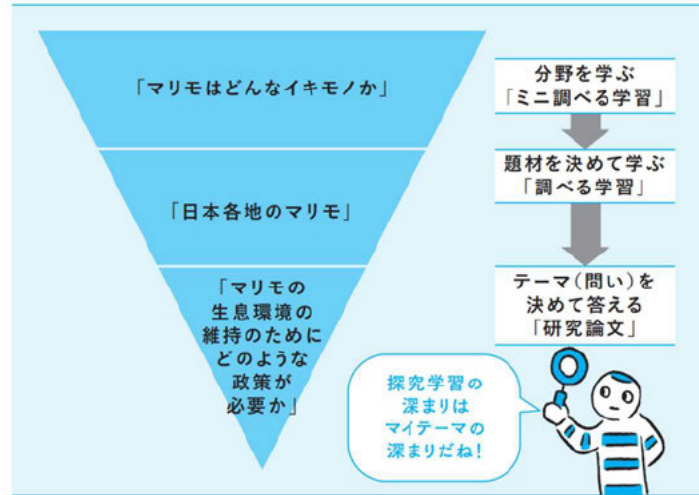 「マリモはどんなイキモノか」
「日本各地のマリモ」
「マリモの
生息環境の
維持のために
どのような
政策が
必要か」
分野を学ぶ
「ミニ調べる学習」
題材を決めて学ぶ
「調べる学習」
テーマ(問い)を
決めて答える
「研究論文」
探究学習の
深まりは
マイテーマの
深まりだね!